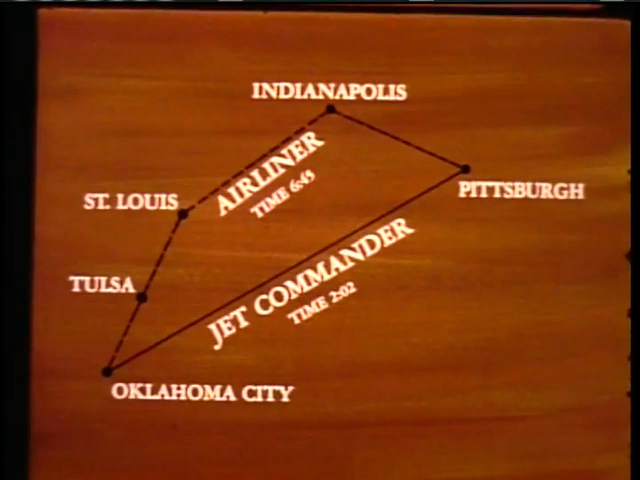 INDIANAPOLIS
AIRLINER
TIME 6:45
PITTSBURGH
ST. LOUIS
JET COMMANDER
TIME 2:02
TULSA
OKLAHOMA CITY